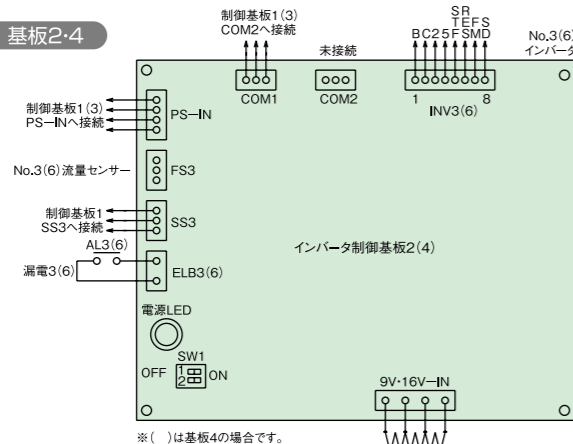 基板2・4
制御基板1(3)
COM2へ接続
未接続
S R
T E F S
B C 2 5 F S M D
No.3(6)
インバータ
COM1
COM2
1
8
INV3(6)
制御基板1(3)
PS-INへ接続
PS-IN
No.3(6)流量センサー
FS3
制御基板1
SS3へ接続
SS3
AL3(6)
漏電3(6)
ELB3(6)
インバータ制御基板2(4)
電源LED
SW1
OFF
1
2
ON
9V・16V-IN
※( )は基板4の場合です。